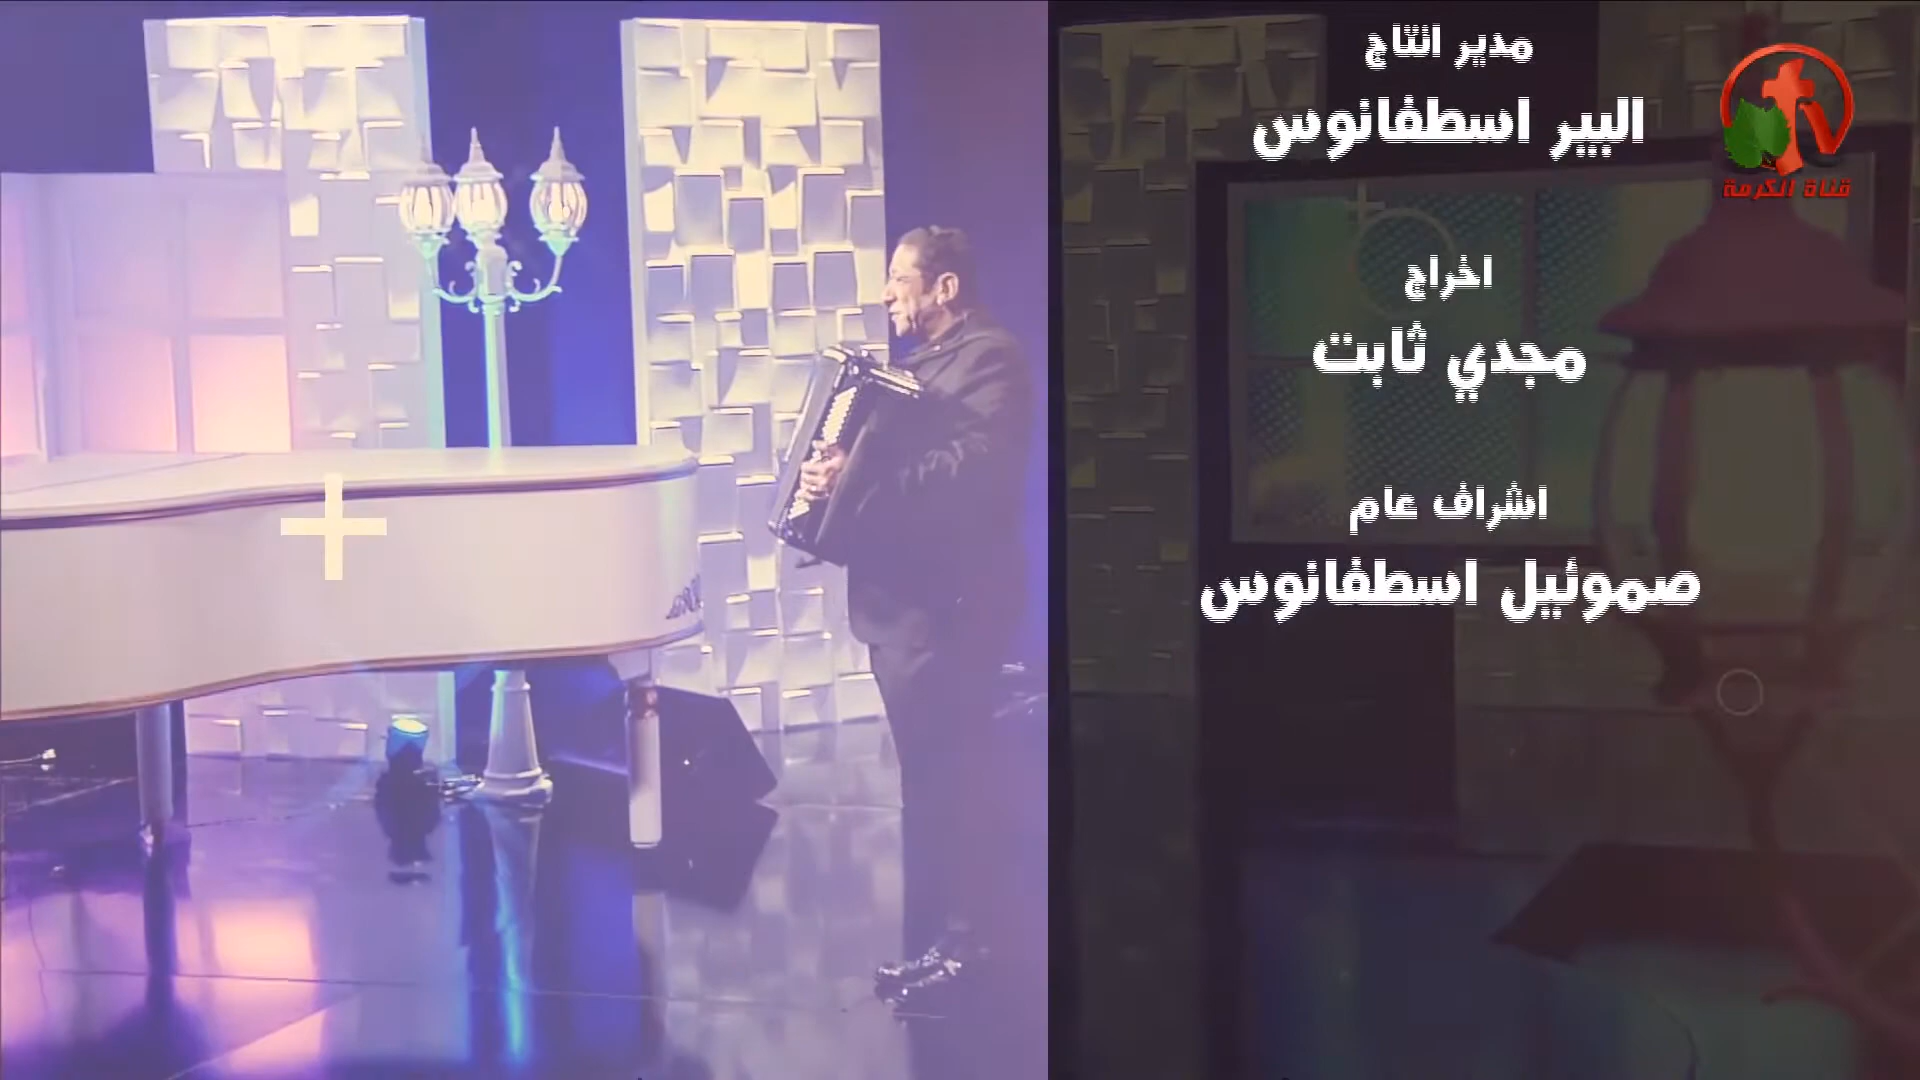 مدير انتاج
البير اسطفانوس
قناة الكرمة
اخراج
مجدي ثابت
اشراف عام
صموئيل اسطفانوس